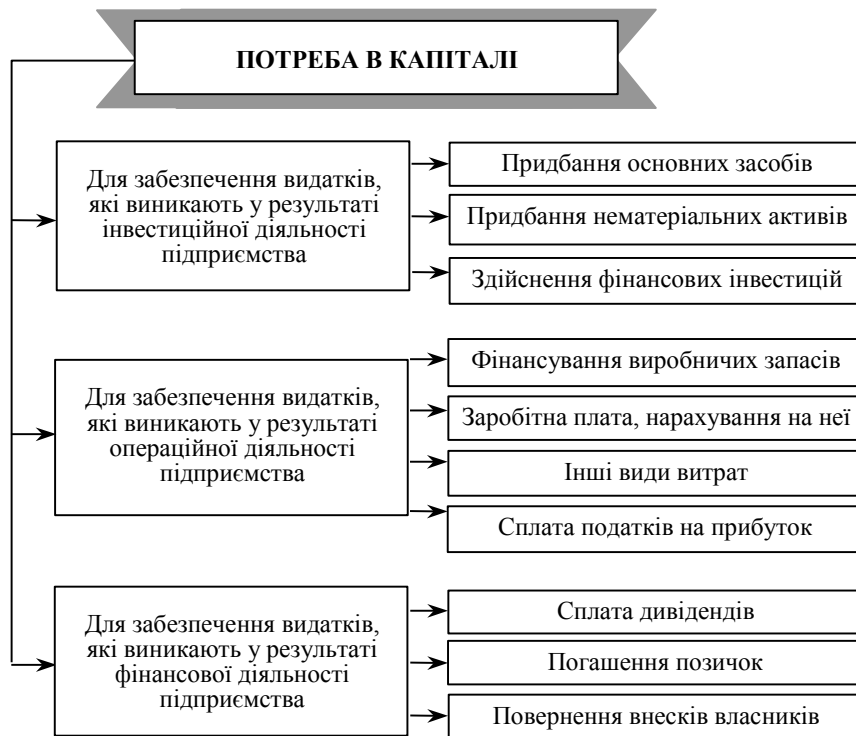 ПОТРЕБА В КАПІТАЛІ
Для забезпечення видатків,
які виникають у результаті
інвестиційної діяльності
підприємства
Придбання основних засобів
Придбання нематеріальних активів
Здійснення фінансових інвестицій
Для забезпечення видатків,
які виникають у результаті
операційної діяльності
підприємства
Фінансування виробничих запасів
Заробітна плата, нарахування на неї
Інші види витрат
Сплата податків на прибуток
Для забезпечення видатків,
які виникають у результаті
фінансової діяльності
підприємства
Сплата дивідендів
Погашення позичок
Повернення внесків власників